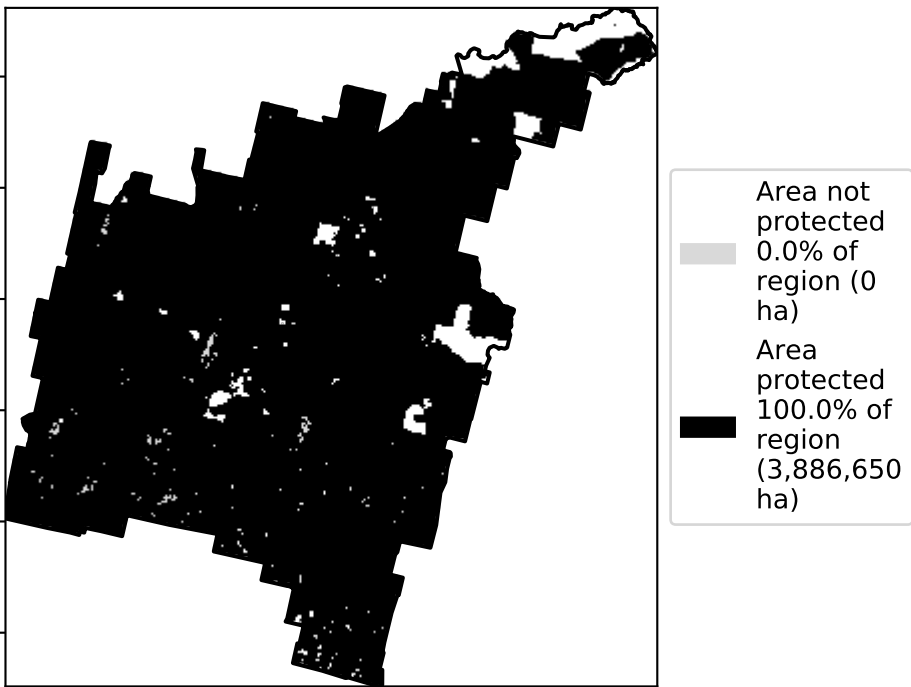 Area not
protected
0.0% of
region (0
ha)
Area
protected
100.0% of
region
(3,886,650
ha)